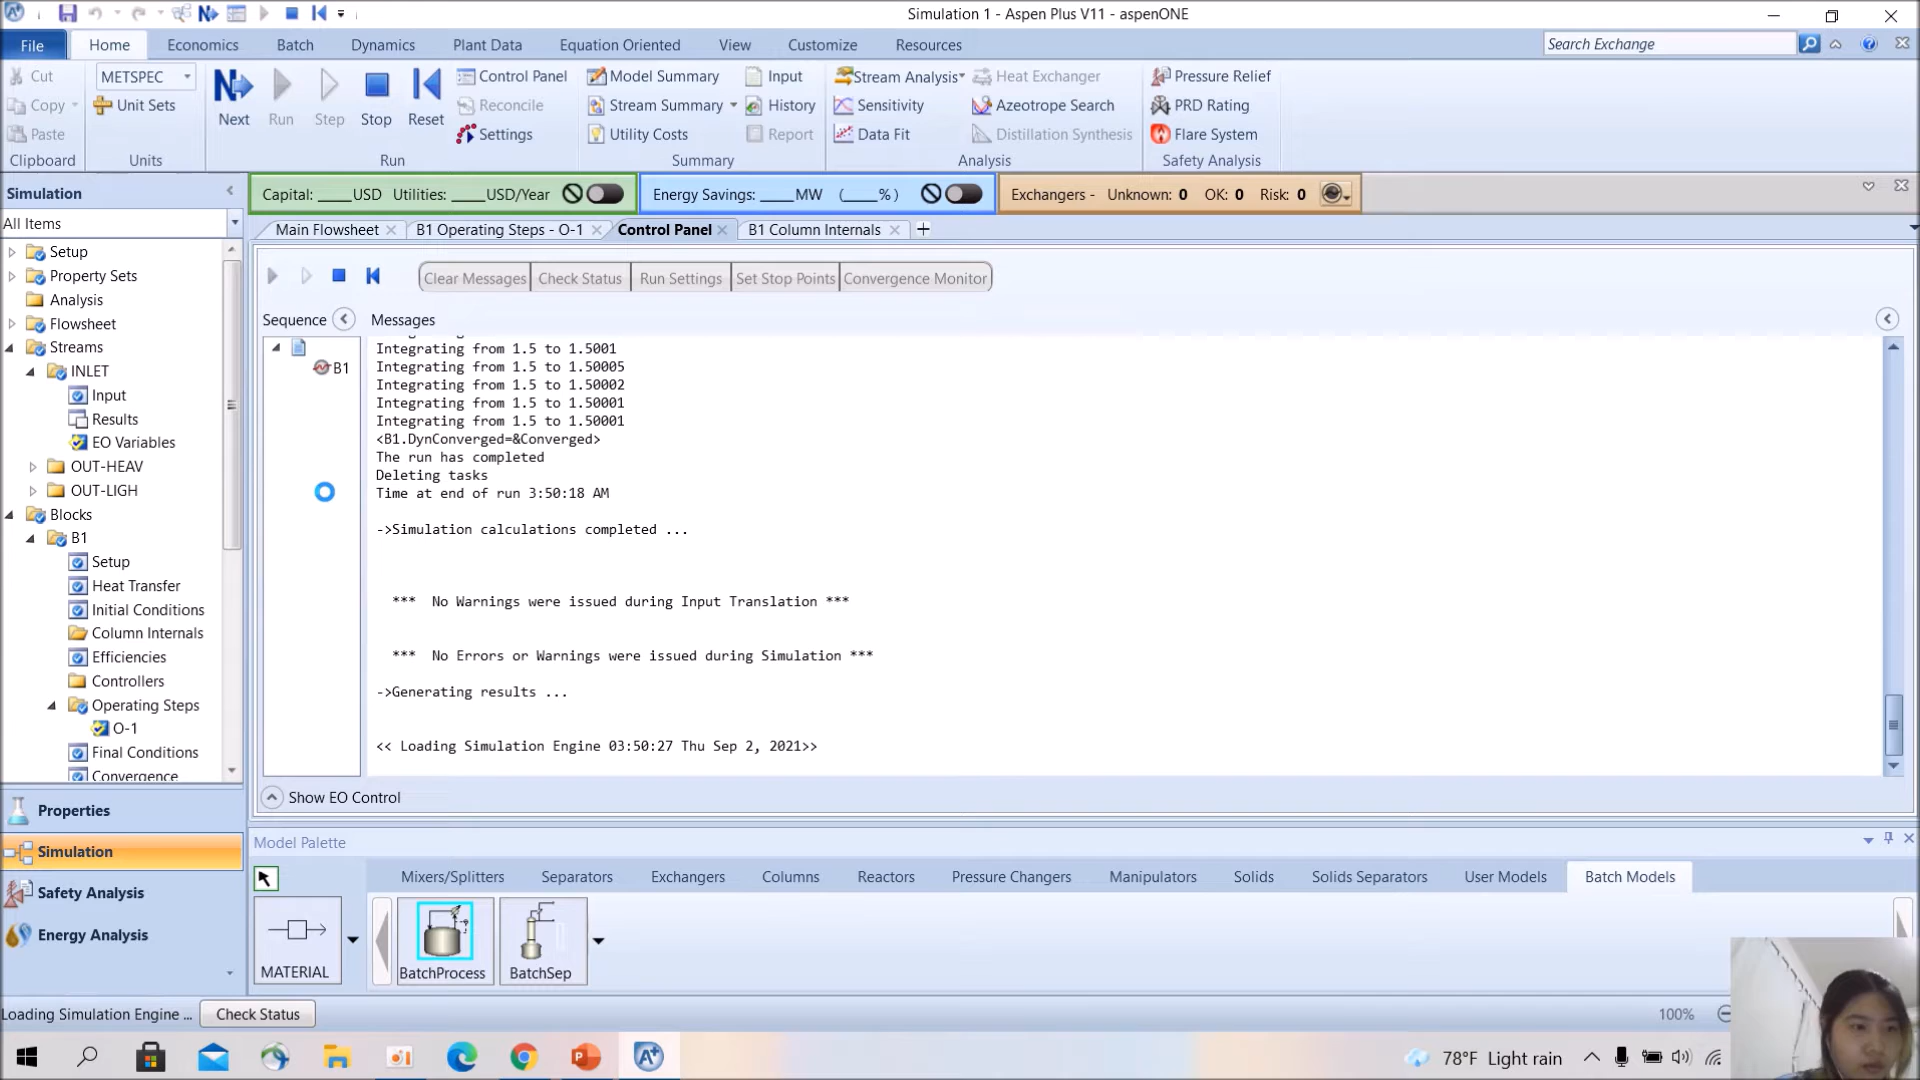 Simulation 1 - Aspen Plus V11 - aspenONE
File Home Economics Batch Dynamics Plant Data Equation Oriented View Customize Resources Search Exchange
Cut METSPEC Control Panel Model Summary Input Stream Analysis Heat Exchanger Pressure Relief
Copy Unit Sets Next Run Step Stop Reset Reconcile Stream Summary History Sensitivity Azeotrope Search PRD Rating
Paste Settings Utility Costs Report Data Fit Distillation Synthesis Flare System
Clipboard Units Run Summary Analysis Safety Analysis
Simulation
Capital: _____USD Utilities: _____USD/Year Energy Savings: _____MW (_____%) Exchangers - Unknown: 0 OK: 0 Risk: 0
All Items
Main Flowsheet B1 Operating Steps - O-1 Control Panel B1 Column Internals +
Setup
Property Sets
Analysis
Flowsheet
Streams
INLET
Input
Results
EO Variables
OUT-HEAV
OUT-LIGH
Blocks
B1
Setup
Heat Transfer
Initial Conditions
Column Internals
Efficiencies
Controllers
Operating Steps
O-1
Final Conditions
Convergence
Properties
Simulation
Safety Analysis
Energy Analysis
Clear Messages Check Status Run Settings Set Stop Points Convergence Monitor
Sequence Messages
B1
Integrating from 1.5 to 1.5001
Integrating from 1.5 to 1.50005
Integrating from 1.5 to 1.50002
Integrating from 1.5 to 1.50001
Integrating from 1.5 to 1.50001
<B1.DynConverged=&Converged>
The run has completed
Deleting tasks
Time at end of run 3:50:18 AM
->Simulation calculations completed ...
*** No Warnings were issued during Input Translation ***
*** No Errors or Warnings were issued during Simulation ***
->Generating results ...
<< Loading Simulation Engine 03:50:27 Thu Sep 2, 2021>>
Show EO Control
Model Palette
Mixers/Splitters Separators Exchangers Columns Reactors Pressure Changers Manipulators Solids Solids Separators User Models Batch Models
MATERIAL BatchProcess BatchSep
Loading Simulation Engine ... Check Status 100%
78°F Light rain